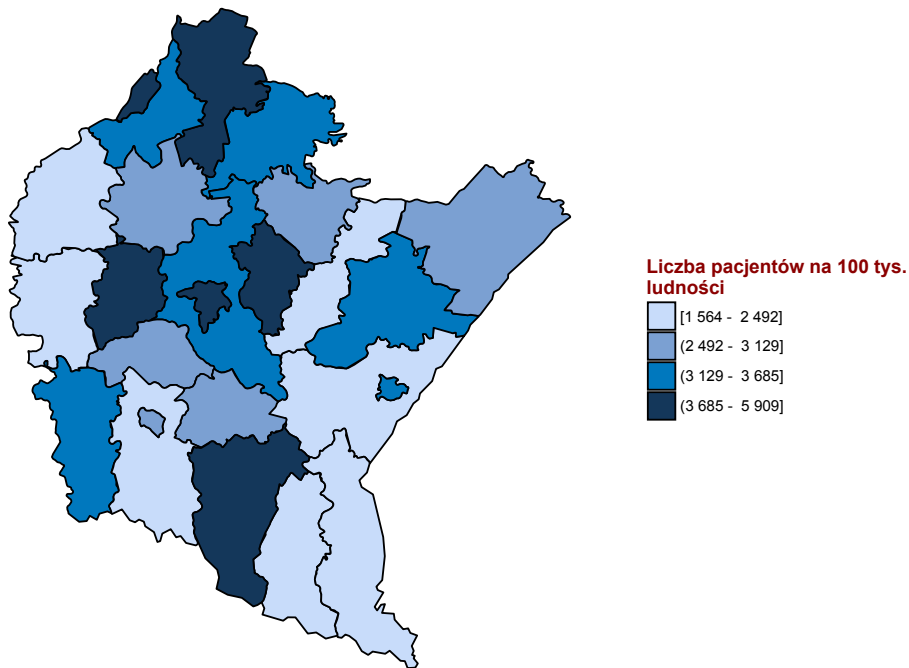 Liczba pacjentów na 100 tys.
ludności
[1 564 - 2 492]
(2 492 - 3 129]
(3 129 - 3 685]
(3 685 - 5 909]